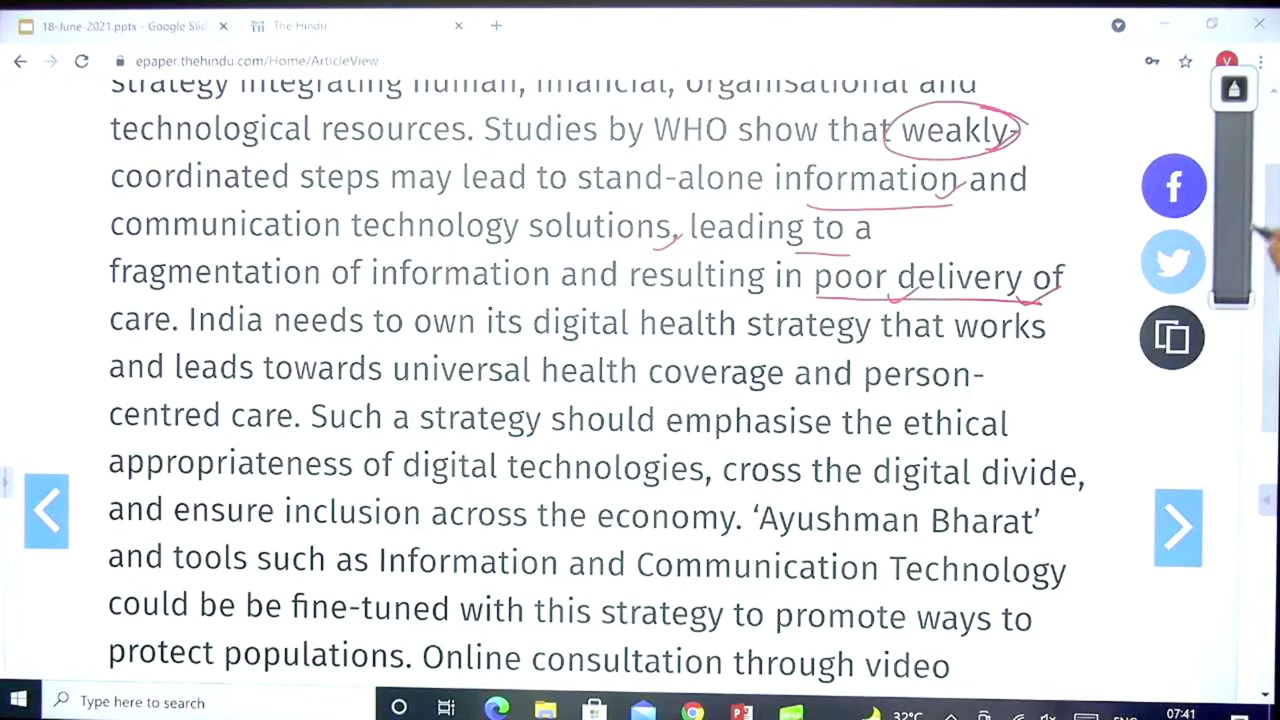 18-June-2021.pptx - Google Slid
The Hindu
epaper.thehindu.com/Home/ArticleView
V
strategy integrating human, financial, organisational and
technological resources. Studies by WHO show that weakly-
coordinated steps may lead to stand-alone information and
communication technology solutions, leading to a
fragmentation of information and resulting in poor delivery of
care. India needs to own its digital health strategy that works
and leads towards universal health coverage and person-
centred care. Such a strategy should emphasise the ethical
appropriateness of digital technologies, cross the digital divide,
and ensure inclusion across the economy. ‘Ayushman Bharat’
and tools such as Information and Communication Technology
could be be fine-tuned with this strategy to promote ways to
protect populations. Online consultation through video
Type here to search
32°C
ENG
07:41